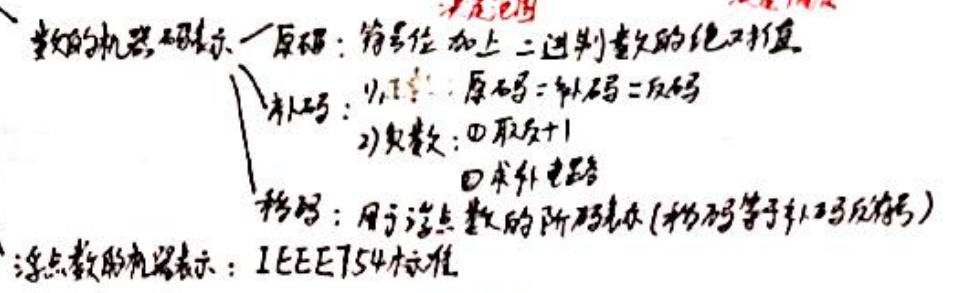 决定范围
数的机器码表示 原码：符号位加上二进制数的绝对值
补码：1)正数：原码=补码=反码
2)负数：①取反+1
②求补电路
移码：用于浮点数的阶码表示(移码等于补码反符号)
浮点数的机器表示：IEEE754标准